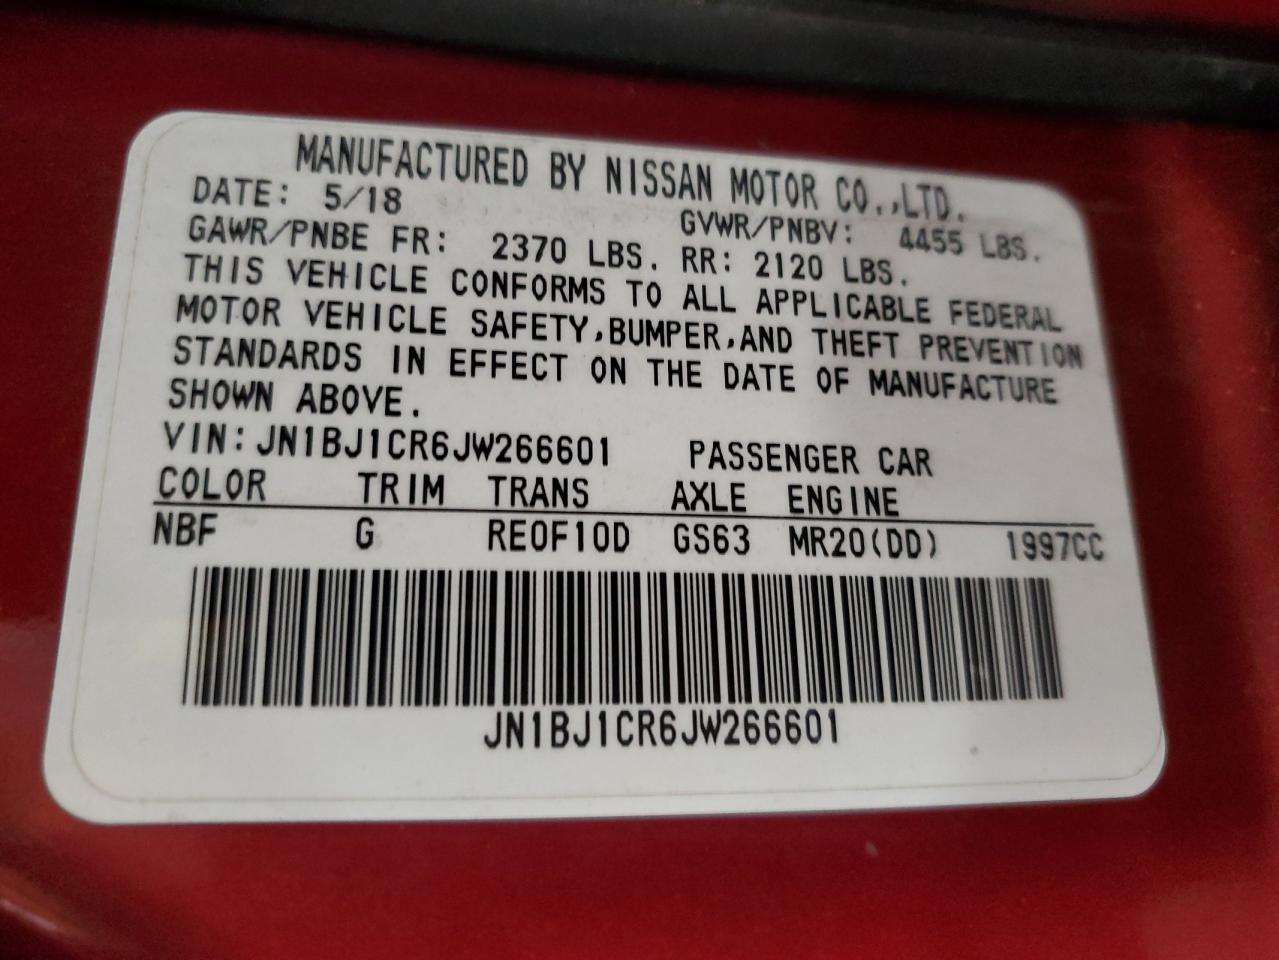 MANUFACTURED BY NISSAN MOTOR CO.,LTD.
DATE: 5/18 GVWR/PNBV: 4455 LBS.
GAWR/PNBE FR: 2370 LBS. RR: 2120 LBS.
THIS VEHICLE CONFORMS TO ALL APPLICABLE FEDERAL
MOTOR VEHICLE SAFETY,BUMPER,AND THEFT PREVENTION
STANDARDS IN EFFECT ON THE DATE OF MANUFACTURE
SHOWN ABOVE.
VIN:JN1BJ1CR6JW266601 PASSENGER CAR
COLOR TRIM TRANS AXLE ENGINE
NBF G RE0F10D GS63 MR20(DD) 1997CC
JN1BJ1CR6JW266601